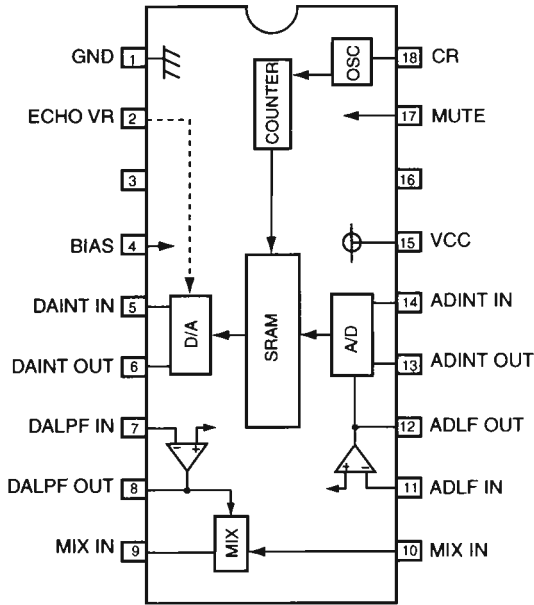 GND 1
ECHO VR 2
3
BIAS 4
DAINT IN 5
DAINT OUT 6
DALPF IN 7
DALPF OUT 8
MIX IN 9
18 CR
17 MUTE
16
15 VCC
14 ADINT IN
13 ADINT OUT
12 ADLF OUT
11 ADLF IN
10 MIX IN
OSC
COUNTER
SRAM
D/A
A/D
- +
+ -
MIX